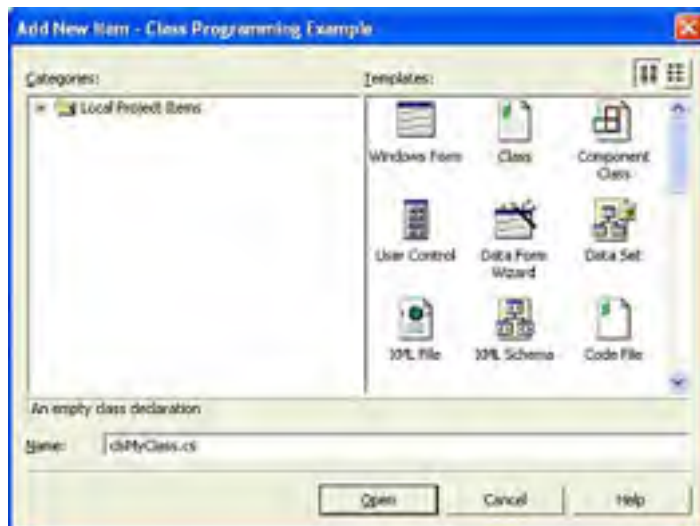 Add New Item - Class Programming Example
Categories:
Templates:
Local Project Items
Windows Form
Class
Component Class
User Control
Data Form Wizard
Data Set
XML File
XML Schema
Code File
An empty class declaration
Name:
clsMyClass.cs
Open
Cancel
Help